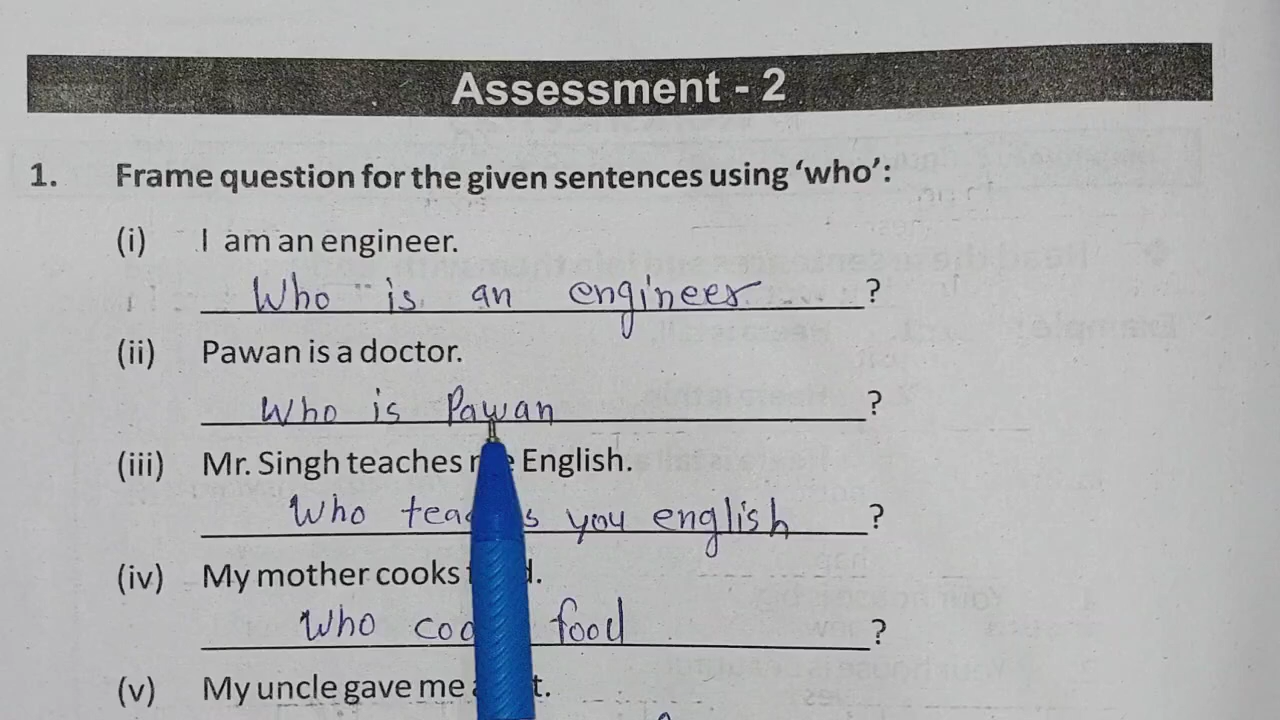 Assessment - 2
1. Frame question for the given sentences using ‘who’:
(i) I am an engineer.
Who is an engineer ?
(ii) Pawan is a doctor.
Who is Pawan ?
(iii) Mr. Singh teaches English.
Who you english ?
(iv) My mother cooks
Who food ?
(v) My uncle gave me